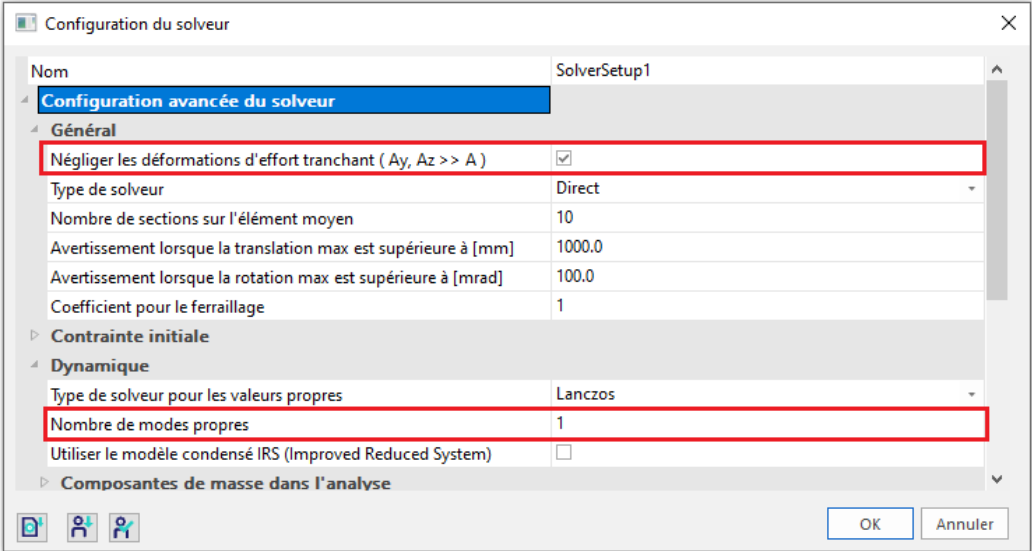 Configuration du solveur
Nom SolverSetup1
Configuration avancée du solveur
Général
Négliger les déformations d'effort tranchant ( Ay, Az >> A )
Type de solveur Direct
Nombre de sections sur l'élément moyen 10
Avertissement lorsque la translation max est supérieure à [mm] 1000.0
Avertissement lorsque la rotation max est supérieure à [mrad] 100.0
Coefficient pour le ferraillage 1
Contrainte initiale
Dynamique
Type de solveur pour les valeurs propres Lanczos
Nombre de modes propres 1
Utiliser le modèle condensé IRS (Improved Reduced System)
Composantes de masse dans l'analyse
OK Annuler